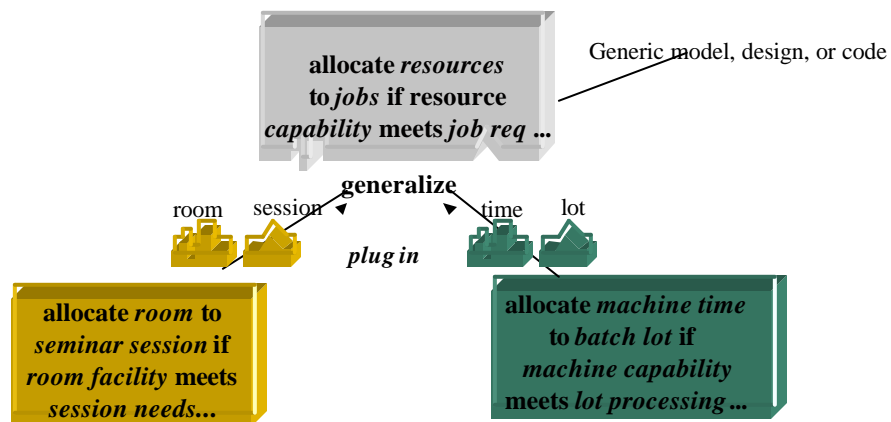 allocate resources
to jobs if resource
capability meets job req ...
Generic model, design, or code
generalize
room
session
time
lot
plug in
allocate room to
seminar session if
room facility meets
session needs...
allocate machine time
to batch lot if
machine capability
meets lot processing ...